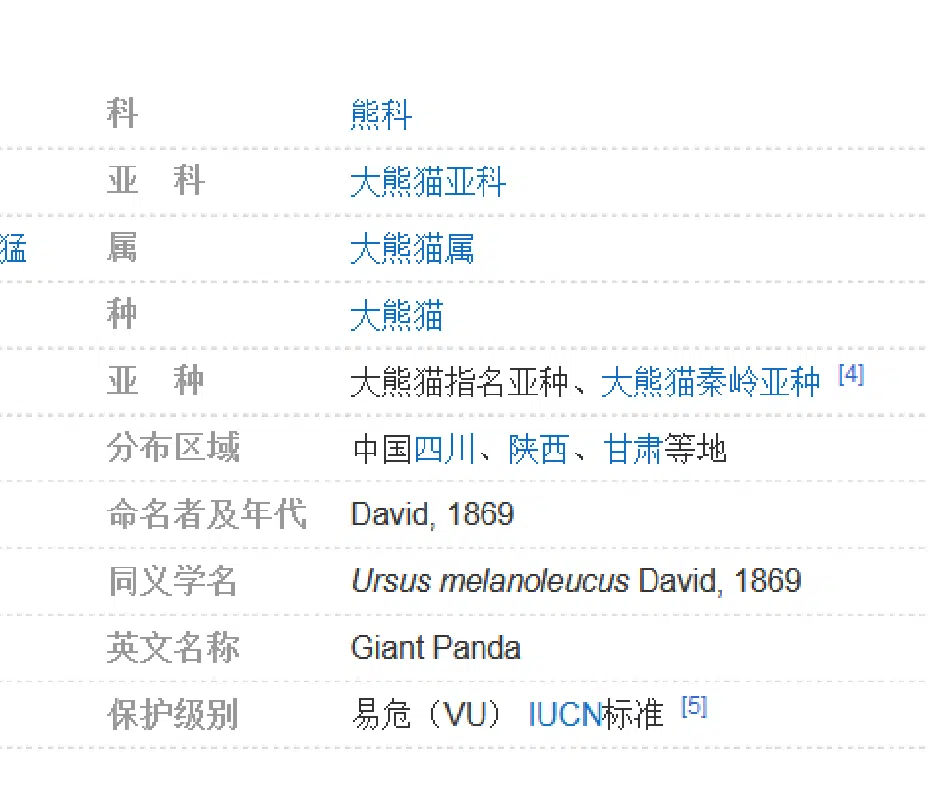 科 熊科
亚 科 大熊猫亚科
猛 属 大熊猫属
种 大熊猫
亚 种 大熊猫指名亚种、大熊猫秦岭亚种 [4]
分布区域 中国四川、陕西、甘肃等地
命名者及年代 David, 1869
同义学名 Ursus melanoleucus David, 1869
英文名称 Giant Panda
保护级别 易危（VU） IUCN标准 [5]